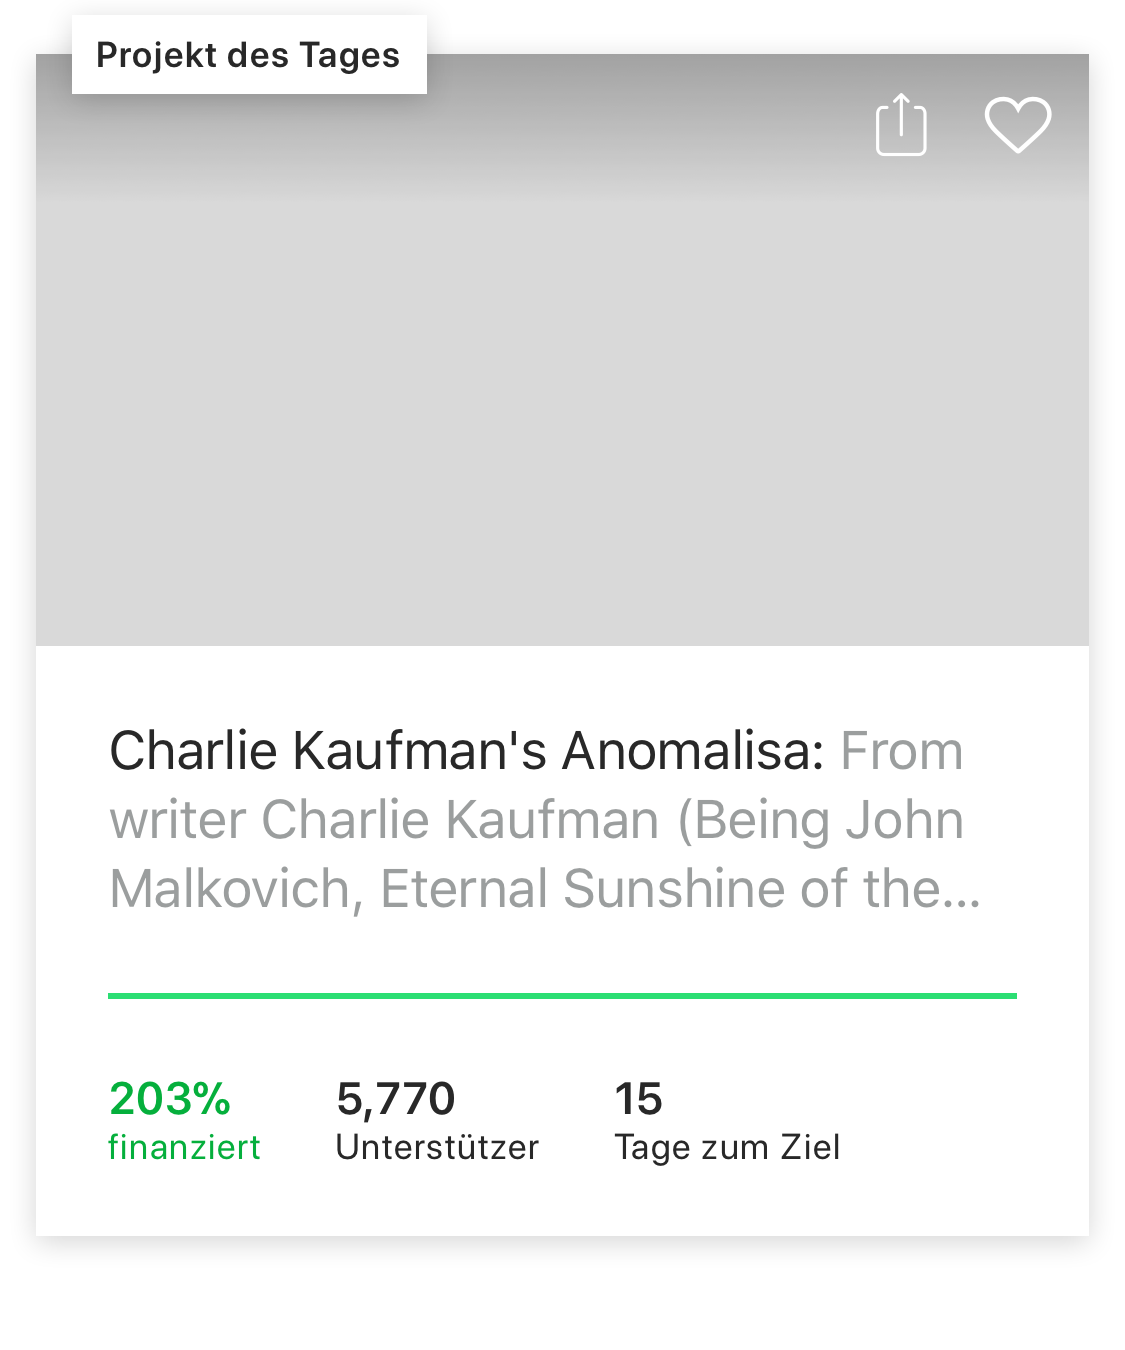 Projekt des Tages
Charlie Kaufman's Anomalisa: From
writer Charlie Kaufman (Being John
Malkovich, Eternal Sunshine of the...
203%
finanziert
5,770
Unterstützer
15
Tage zum Ziel